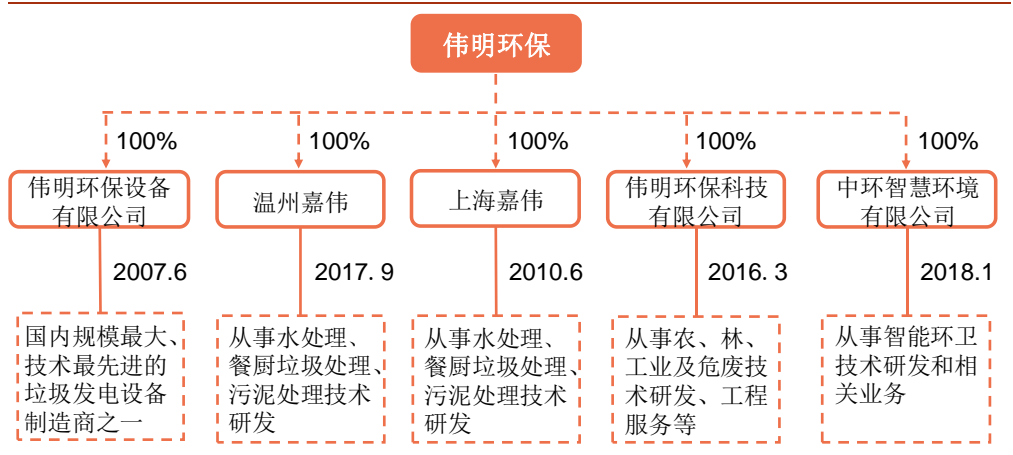 伟明环保
100%
100%
100%
100%
100%
伟明环保设备
有限公司
温州嘉伟
上海嘉伟
伟明环保科技
有限公司
中环智慧环境
有限公司
2007.6
2017. 9
2010.6
2016. 3
2018.1
国内规模最大、
技术最先进的
垃圾发电设备
制造商之一
从事水处理、
餐厨垃圾处理、
污泥处理技术
研发
从事水处理、
餐厨垃圾处理、
污泥处理技术
研发
从事农、林、
工业及危废技
术研发、工程
服务等
从事智能环卫
技术研发和相
关业务